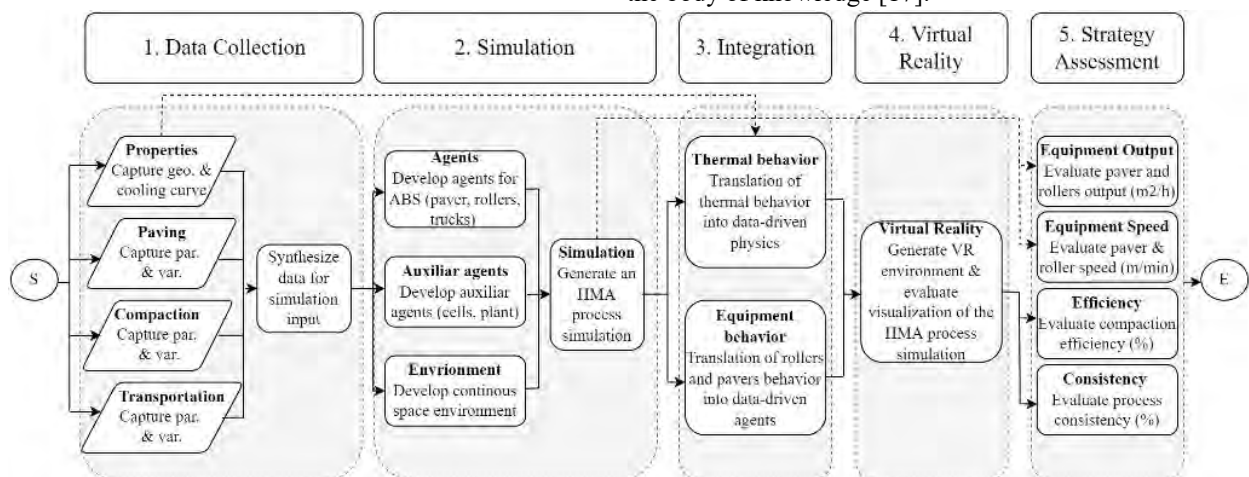 the body of knowledge
1. Data Collection
2. Simulation
3. Integration
4. Virtual
Reality
5. Strategy
Assessment
S
Properties
Capture geo. &
cooling curve
Paving
Capture par.
& var.
Compaction
Capture par.
& var.
Transportation
Capture par.
& var.
Synthesize
data for
simulation
input
Agents
Develop agents for
ABS (paver, rollers,
trucks)
Auxiliar agents
Develop auxiliar
agents (cells, plant)
Envrionment
Develop continous
space environment
Simulation
Generate an
HMA
process
simulation
Thermal behavior
Translation of
thermal behavior
into data-driven
physics
Equipment
behavior
Translation of rollers
and pavers behavior
into data-driven
agents
Virtual Reality
Generate VR
environment &
evaluate
visualization of the
HMA process
simulation
Equipment Output
Evaluate paver and
rollers output (m2/h)
Equipment Speed
Evaluate paver &
roller speed (m/min)
Efficiency
Evaluate compaction
efficiency (%)
Consistency
Evaluate process
consistency (%)
E